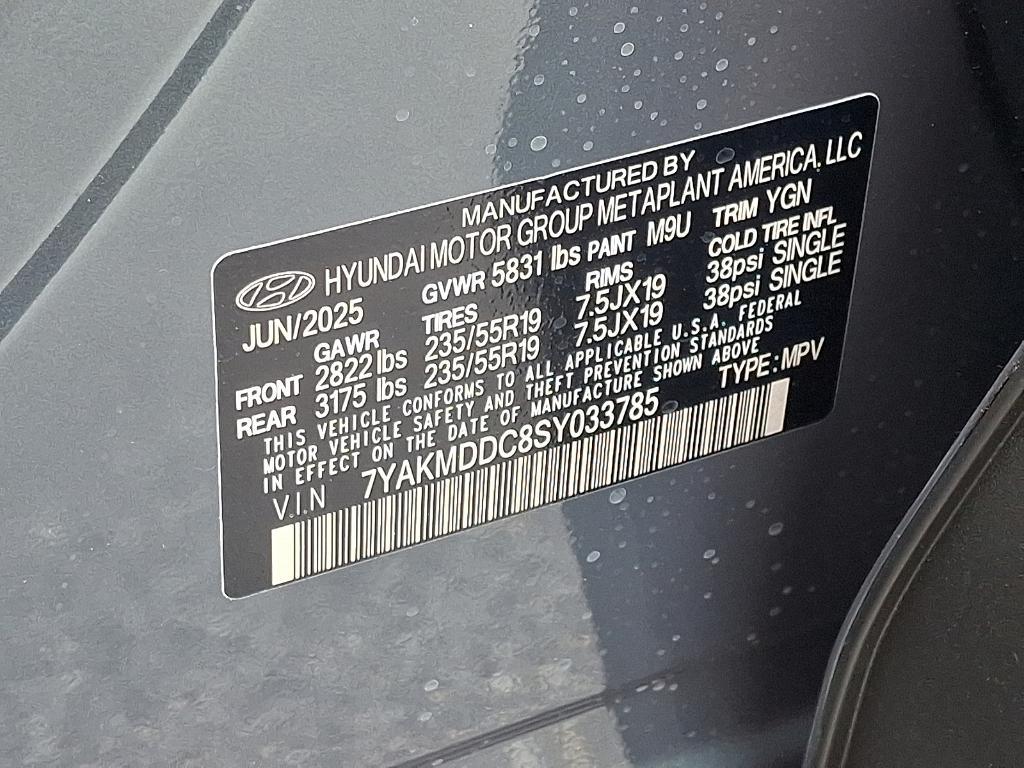 MANUFACTURED BY
HYUNDAI MOTOR GROUP METAPLANT AMERICA, LLC
JUN/2025 GVWR 5831 lbs PAINT M9U TRIM YGN
GAWR TIRES RIMS COLD TIRE INFL
FRONT 2822 lbs 235/55R19 7.5JX19 38psi SINGLE
REAR 3175 lbs 235/55R19 7.5JX19 38psi SINGLE
THIS VEHICLE CONFORMS TO ALL APPLICABLE U.S.A. FEDERAL
MOTOR VEHICLE SAFETY AND THEFT PREVENTION STANDARDS
IN EFFECT ON THE DATE OF MANUFACTURE SHOWN ABOVE
V.I.N 7YAKMDDC8SY033785 TYPE: MPV